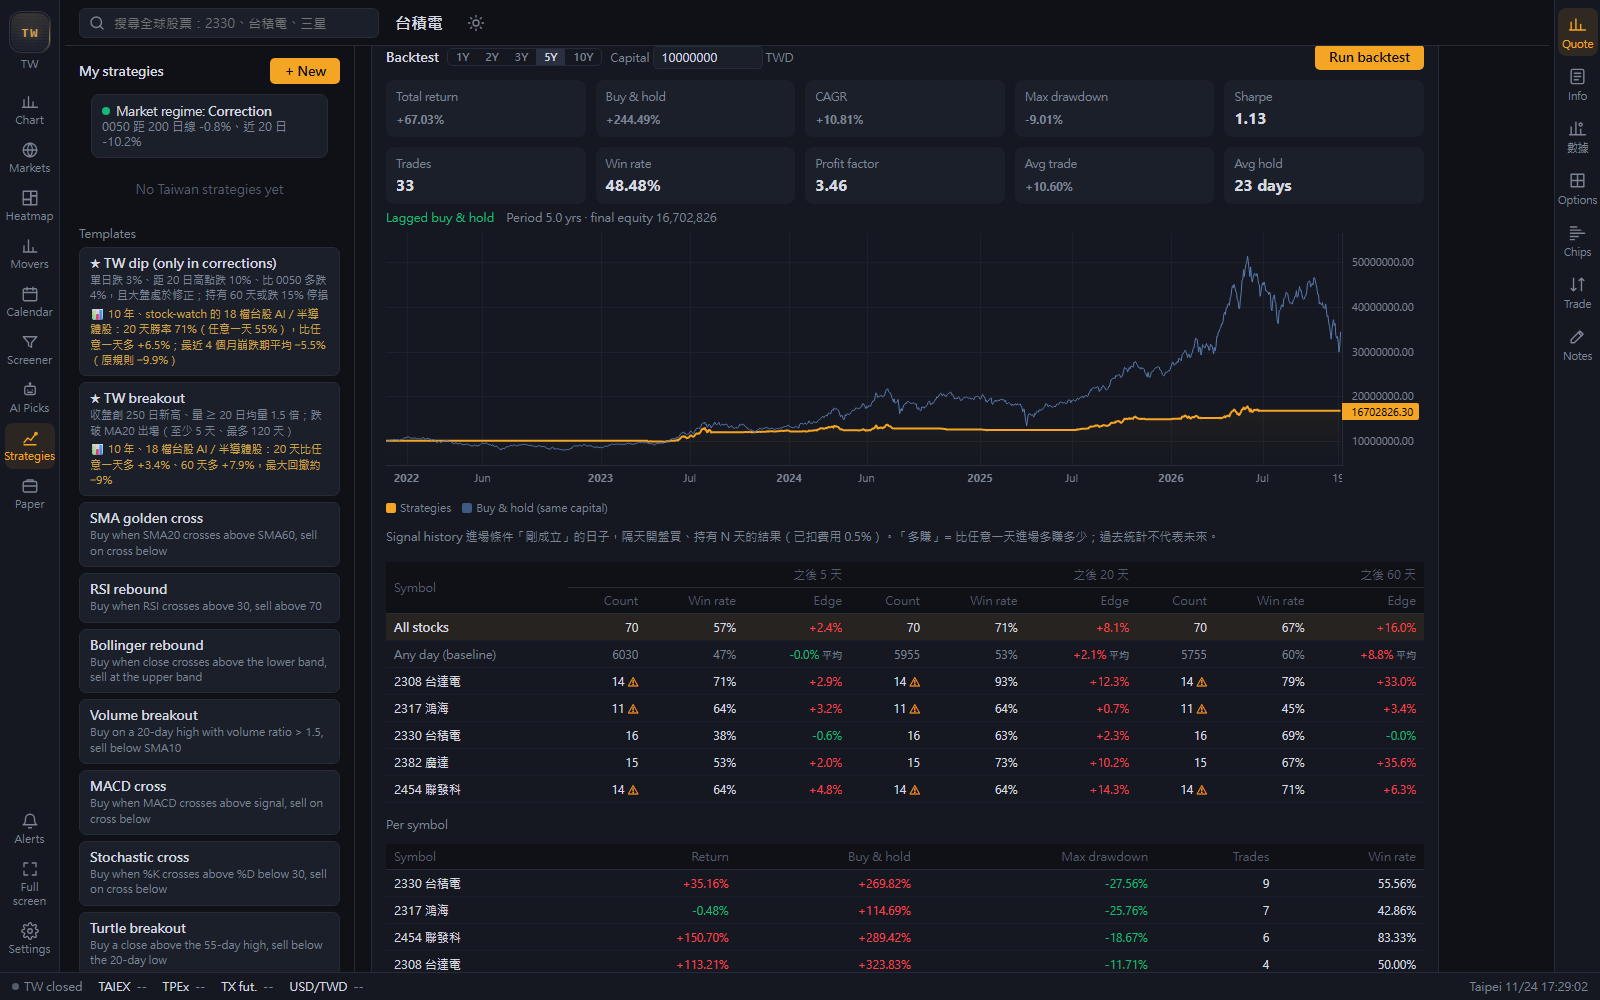 TW
TW
Chart
Markets
Heatmap
Movers
Calendar
Screener
AI Picks
Strategies
Paper
Alerts
Full
screen
Settings
搜尋全球股票：2330、台積電、三星
台積電
My strategies
+ New
Market regime: Correction
0050 距 200 日線 -0.8%、近 20 日
-10.2%
No Taiwan strategies yet
Templates
★ TW dip (only in corrections)
單日跌 3%、距 20 日高點跌 10%、比 0050 多跌
4%，且大盤處於修正；持有 60 天或跌 15% 停損
📊 10 年、stock-watch 的 18 檔台股 AI / 半導
體股：20 天勝率 71%（任意一天 55%），比任
意一天多 +6.5%；最近 4 個月崩跌期平均 −5.5%
（原規則 −9.9%）
★ TW breakout
收盤創 250 日新高、量 ≥ 20 日均量 1.5 倍；跌
破 MA20 出場（至少 5 天、最多 120 天）
📊 10 年、18 檔台股 AI / 半導體股：20 天比任
意一天多 +3.4%、60 天多 +7.9%，最大回撤約
−9%
SMA golden cross
Buy when SMA20 crosses above SMA60, sell
on cross below
RSI rebound
Buy when RSI crosses above 30, sell above 70
Bollinger rebound
Buy when close crosses above the lower band,
sell at the upper band
Volume breakout
Buy on a 20-day high with volume ratio > 1.5,
sell below SMA10
MACD cross
Buy when MACD crosses above signal, sell on
cross below
Stochastic cross
Buy when %K crosses above %D below 30, sell
on cross below
Turtle breakout
Buy a close above the 55-day high, sell below
the 20-day low
Backtest 1Y 2Y 3Y 5Y 10Y Capital 10000000 TWD
Run backtest
Total return
+67.03%
Buy & hold
+244.49%
CAGR
+10.81%
Max drawdown
-9.01%
Sharpe
1.13
Trades
33
Win rate
48.48%
Profit factor
3.46
Avg trade
+10.60%
Avg hold
23 days
Lagged buy & hold Period 5.0 yrs · final equity 16,702,826
50000000.00
40000000.00
30000000.00
20000000.00
16702826.30
10000000.00
2022 Jun 2023 Jul 2024 Jun 2025 Jul 2026 Jul 19
Strategies Buy & hold (same capital)
Signal history 進場條件「剛成立」的日子，隔天開盤買、持有 N 天的結果（已扣費用 0.5%）。「多賺」= 比任意一天進場多賺多少；過去統計不代表未來。
Symbol 之後 5 天 之後 20 天 之後 60 天
Count Win rate Edge Count Win rate Edge Count Win rate Edge
All stocks 70 57% +2.4% 70 71% +8.1% 70 67% +16.0%
Any day (baseline) 6030 47% -0.0% 平均 5955 53% +2.1% 平均 5755 60% +8.8% 平均
2308 台達電 14 ⚠ 71% +2.9% 14 ⚠ 93% +12.3% 14 ⚠ 79% +33.0%
2317 鴻海 11 ⚠ 64% +3.2% 11 ⚠ 64% +0.7% 11 ⚠ 45% +3.4%
2330 台積電 16 38% -0.6% 16 63% +2.3% 16 69% -0.0%
2382 廣達 15 53% +2.0% 15 73% +10.2% 15 67% +35.6%
2454 聯發科 14 ⚠ 64% +4.8% 14 ⚠ 64% +14.3% 14 ⚠ 71% +6.3%
Per symbol
Symbol Return Buy & hold Max drawdown Trades Win rate
2330 台積電 +35.16% +269.82% -27.56% 9 55.56%
2317 鴻海 -0.48% +114.69% -25.76% 7 42.86%
2454 聯發科 +150.70% +289.42% -18.67% 6 83.33%
2308 台達電 +113.21% +323.83% -11.71% 4 50.00%
Quote
Info
數據
Options
Chips
Trade
Notes
TW closed TAIEX -- TPEx -- TX fut. -- USD/TWD --
Taipei 11/24 17:29:02